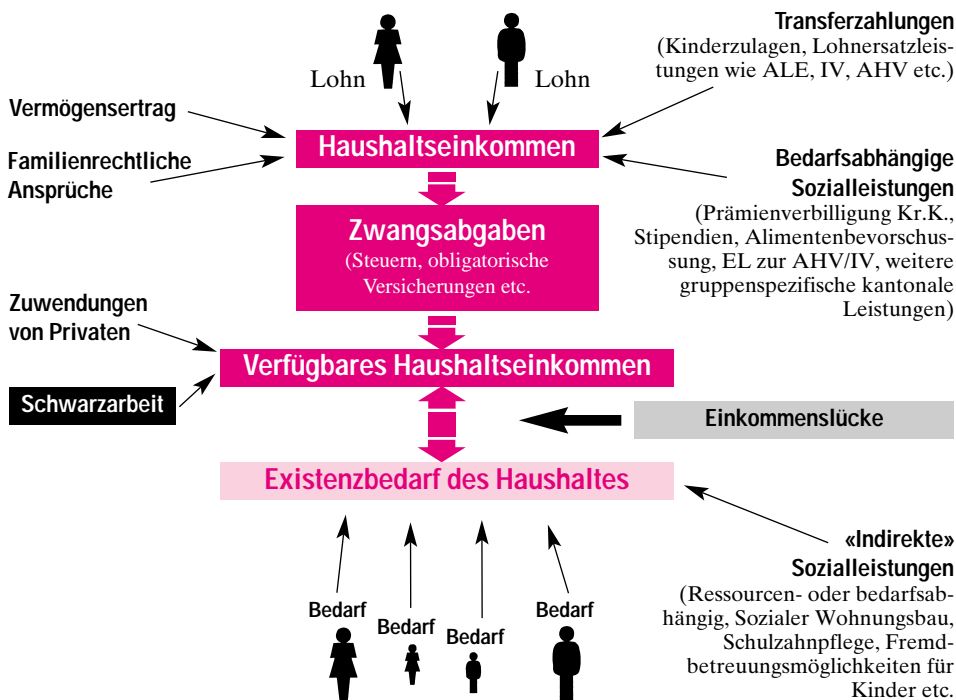 Transferzahlungen
(Kinderzulagen, Lohnersatzleis-
tungen wie ALE, IV, AHV etc.)
Lohn
Lohn
Vermögensertrag
Haushaltseinkommen
Familienrechtliche
Ansprüche
Bedarfsabhängige
Sozialleistungen
(Prämienverbilligung Kr.K.,
Stipendien, Alimentenbevorschus-
sung, EL zur AHV/IV, weitere
gruppenspezifische kantonale
Leistungen)
Zwangsabgaben
(Steuern, obligatorische
Versicherungen etc.
Zuwendungen
von Privaten
Verfügbares Haushaltseinkommen
Schwarzarbeit
Einkommenslücke
Existenzbedarf des Haushaltes
«Indirekte»
Sozialleistungen
(Ressourcen- oder bedarfsab-
hängig, Sozialer Wohnungsbau,
Schulzahnpflege, Fremd-
betreuungsmöglichkeiten für
Kinder etc.
Bedarf
Bedarf
Bedarf
Bedarf